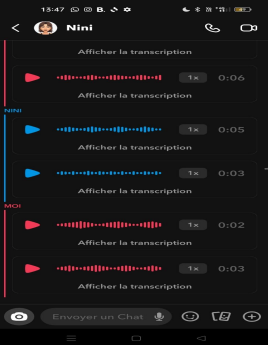 13:47
Nini
Afficher la transcription
1x 0:06
Afficher la transcription
NINI
1x 0:05
Afficher la transcription
1x 0:03
Afficher la transcription
MOI
1x 0:02
Afficher la transcription
1x 0:03
Afficher la transcription
Envoyer un Chat